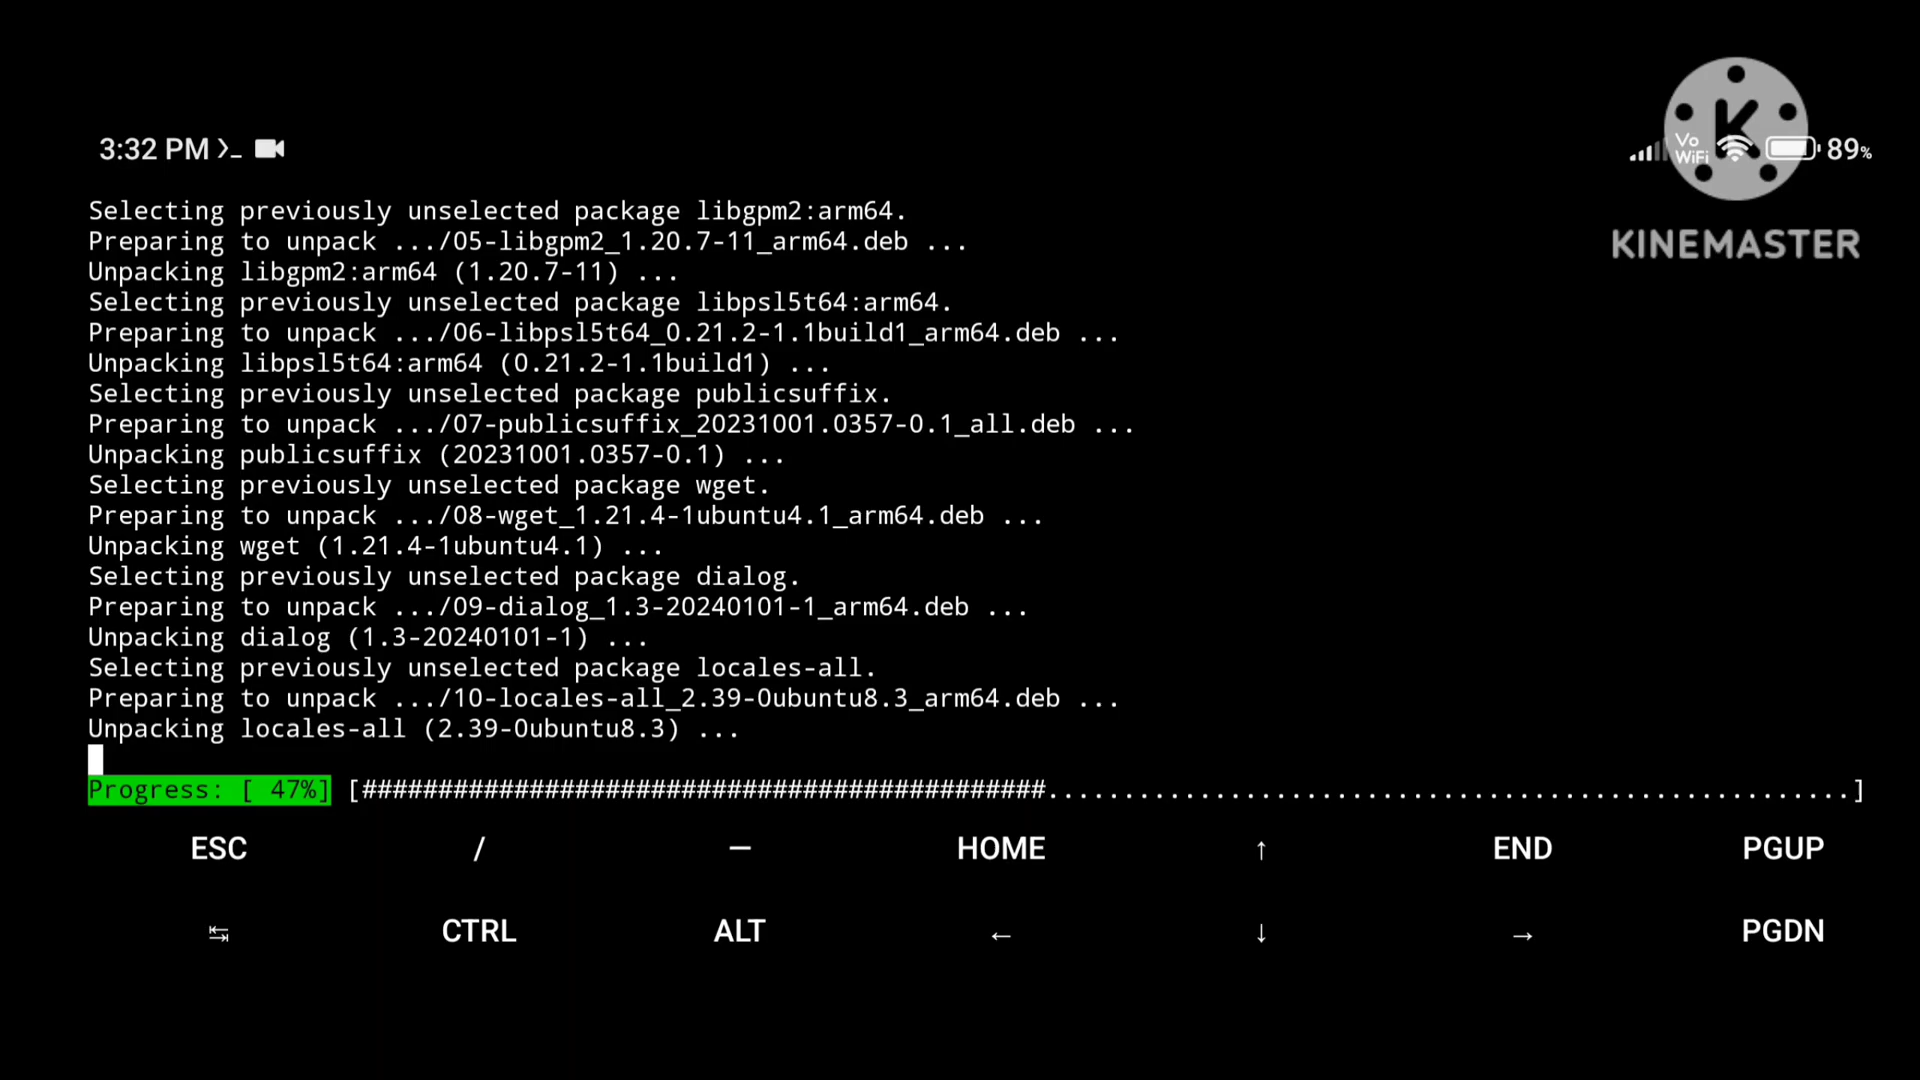 3:32 PM
Vo
WiFi
89%
K
KINEMASTER
Selecting previously unselected package libgpm2:arm64.
Preparing to unpack .../05-libgpm2_1.20.7-11_arm64.deb ...
Unpacking libgpm2:arm64 (1.20.7-11) ...
Selecting previously unselected package libpsl5t64:arm64.
Preparing to unpack .../06-libpsl5t64_0.21.2-1.1build1_arm64.deb ...
Unpacking libpsl5t64:arm64 (0.21.2-1.1build1) ...
Selecting previously unselected package publicsuffix.
Preparing to unpack .../07-publicsuffix_20231001.0357-0.1_all.deb ...
Unpacking publicsuffix (20231001.0357-0.1) ...
Selecting previously unselected package wget.
Preparing to unpack .../08-wget_1.21.4-1ubuntu4.1_arm64.deb ...
Unpacking wget (1.21.4-1ubuntu4.1) ...
Selecting previously unselected package dialog.
Preparing to unpack .../09-dialog_1.3-20240101-1_arm64.deb ...
Unpacking dialog (1.3-20240101-1) ...
Selecting previously unselected package locales-all.
Preparing to unpack .../10-locales-all_2.39-0ubuntu8.3_arm64.deb ...
Unpacking locales-all (2.39-0ubuntu8.3) ...
Progress: [ 47%] [#############################################.....................................................]
ESC / — HOME ↑ END PGUP
↹ CTRL ALT ← ↓ → PGDN